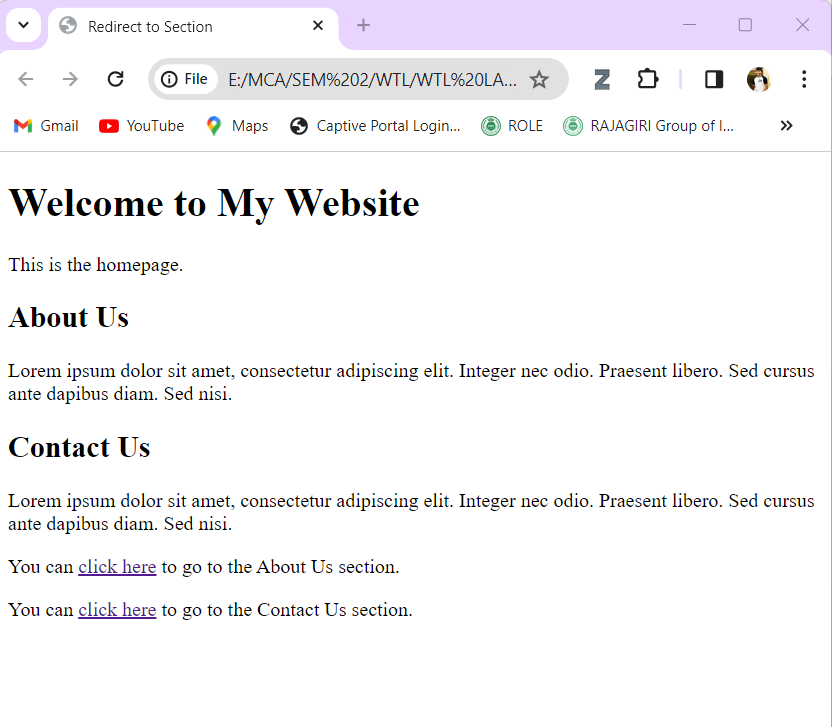 Redirect to Section
File E:/MCA/SEM%202/WTL/WTL%20LA...
Gmail YouTube Maps Captive Portal Login... ROLE RAJAGIRI Group of I...
Welcome to My Website
This is the homepage.
About Us
Lorem ipsum dolor sit amet, consectetur adipiscing elit. Integer nec odio. Praesent libero. Sed cursus
ante dapibus diam. Sed nisi.
Contact Us
Lorem ipsum dolor sit amet, consectetur adipiscing elit. Integer nec odio. Praesent libero. Sed cursus
ante dapibus diam. Sed nisi.
You can click here to go to the About Us section.
You can click here to go to the Contact Us section.